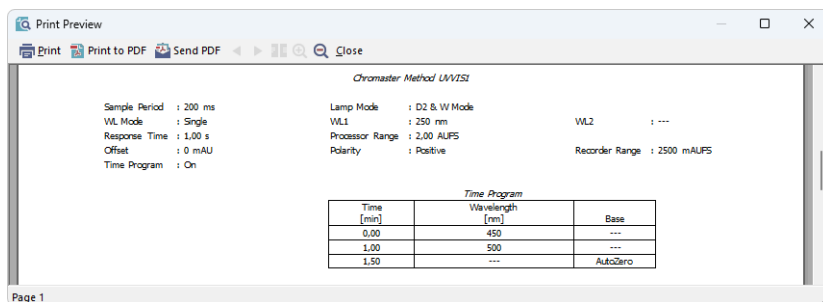 Print Preview
Print Print to PDF Send PDF Close
Chromaster Method UVVIS1
Sample Period : 200 ms Lamp Mode : D2 & W Mode
WL Mode : Single WL1 : 250 nm WL2 : ---
Response Time : 1,00 s Processor Range : 2,00 AUFS
Offset : 0 mAU Polarity : Positive Recorder Range : 2500 mAUFS
Time Program : On
Time Program
Time Wavelength
[min] [nm] Base
0,00 450 ---
1,00 500 ---
1,50 --- AutoZero
Page 1